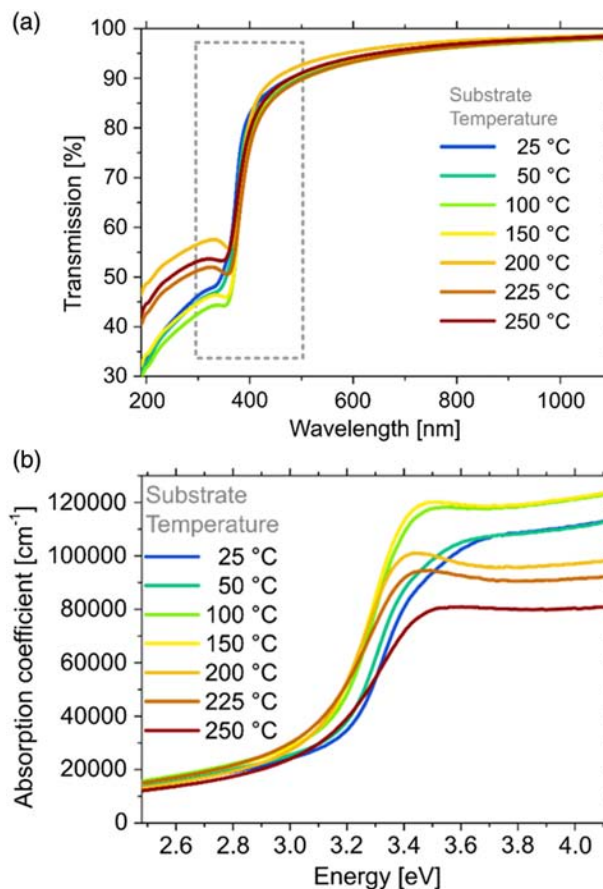 (a)
100
90
80
70
60
50
40
30
Transmission [%]
Substrate
Temperature
25 °C
50 °C
100 °C
150 °C
200 °C
225 °C
250 °C
200 400 600 800 1000
Wavelength [nm]
(b)
120000
100000
80000
60000
40000
20000
0
Absorption coefficient [cm⁻¹]
Substrate
Temperature
25 °C
50 °C
100 °C
150 °C
200 °C
225 °C
250 °C
2.6 2.8 3.0 3.2 3.4 3.6 3.8 4.0
Energy [eV]